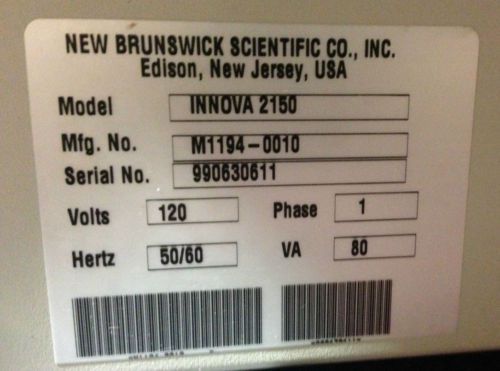 NEW BRUNSWICK SCIENTIFIC CO., INC.
Edison, New Jersey, USA
Model INNOVA 2150
Mfg. No. M1194-0010
Serial No. 990630611
Volts 120 Phase 1
Hertz 50/60 VA 80